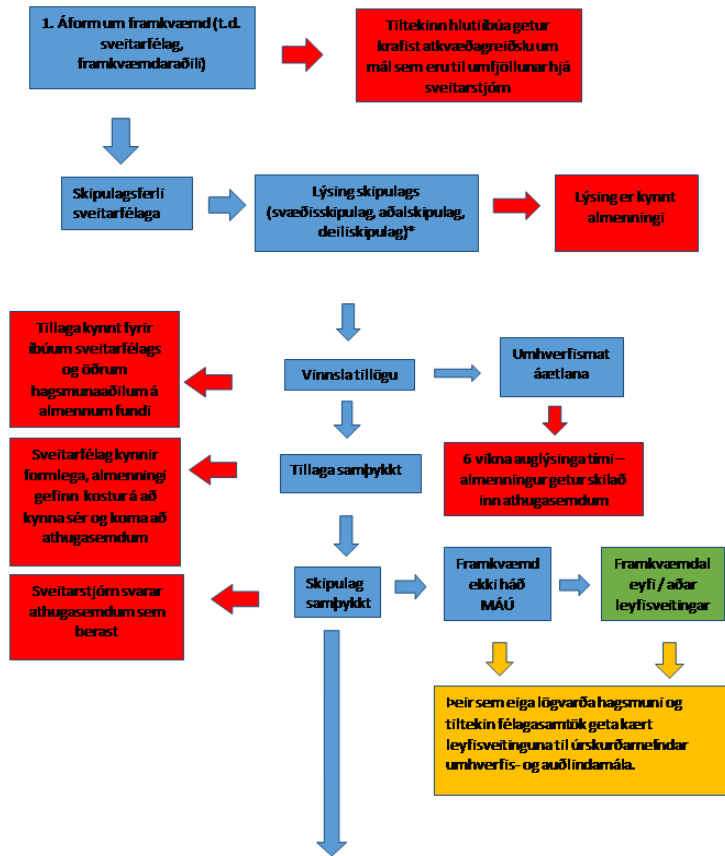 1. Áform um framkvæmd (t.d.
sveitarfélag,
framkvæmdaraðili)
Tiltekinn hluti íbúa getur
krafist atkvæðagreiðslu um
mál sem eru til umfjöllunar hjá
sveitarstjórn
Skipulagsferli
sveitarfélaga
Lýsing skipulags
(svæðisskipulag, aðalskipulag,
deiliskipulag)*
Lýsing er kynnt
almenningi
Tillaga kynnt fyrir
íbúum sveitarfélags
og öðrum
hagsmunaaðilum á
almennum fundi
Vinnsla tillögu
Umhverfismat
áætlana
Sveitarfélag kynnir
formlega, almenningi
gefinn kostur á að
kynna sér og koma að
athugasemdum
Tillaga samþykkt
6 vikna auglýsinga tími –
almenningur getur skilað
inn athugasemdum
Sveitarstjórn svarar
athugasemdum sem
berast
Skipulag
samþykkt
Framkvæmd
ekki háð
MÁÚ
Framkvæmdal
eyfi / aðar
leyfisveitingar
Þeir sem eiga lögvarða hagsmuni og
tiltekin félagasamtök geta kært
leyfisveitinguna til úrskurðarnefndar
umhverfis- og auðlindamála.